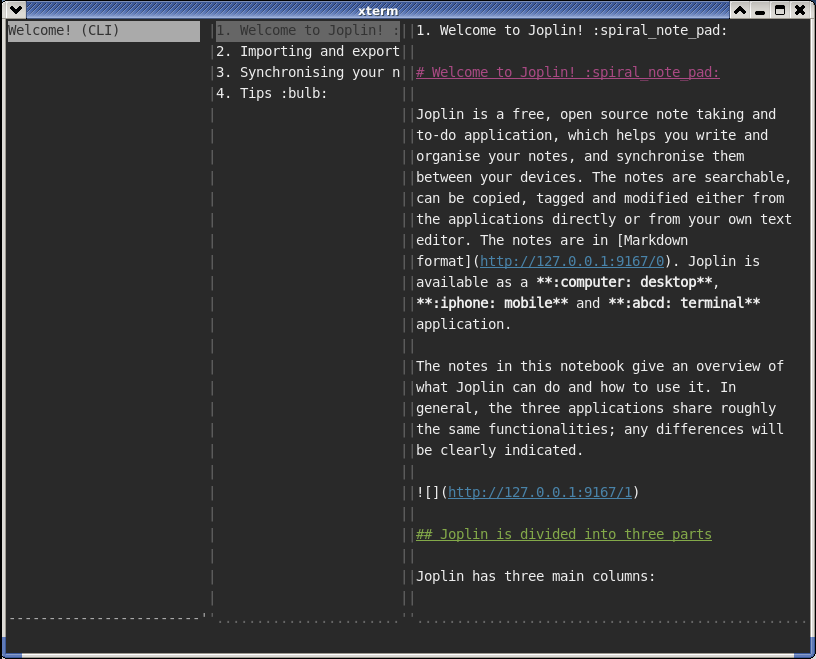 xterm
Welcome! (CLI)
1. Welcome to Joplin! :
2. Importing and export
3. Synchronising your n
4. Tips :bulb:
1. Welcome to Joplin! :spiral_note_pad:
# Welcome to Joplin! :spiral_note_pad:
Joplin is a free, open source note taking and
to-do application, which helps you write and
organise your notes, and synchronise them
between your devices. The notes are searchable,
can be copied, tagged and modified either from
the applications directly or from your own text
editor. The notes are in [Markdown
format](http://127.0.0.1:9167/0). Joplin is
available as a **:computer: desktop**,
**:iphone: mobile** and **:abcd: terminal**
application.
The notes in this notebook give an overview of
what Joplin can do and how to use it. In
general, the three applications share roughly
the same functionalities; any differences will
be clearly indicated.
![](http://127.0.0.1:9167/1)
## Joplin is divided into three parts
Joplin has three main columns: